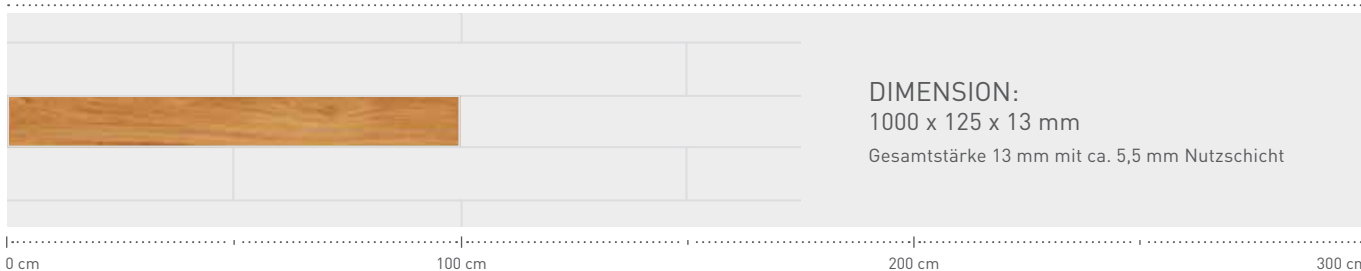 DIMENSION:
1000 x 125 x 13 mm
Gesamtstärke 13 mm mit ca. 5,5 mm Nutzschicht
0 cm 100 cm 200 cm 300 cm